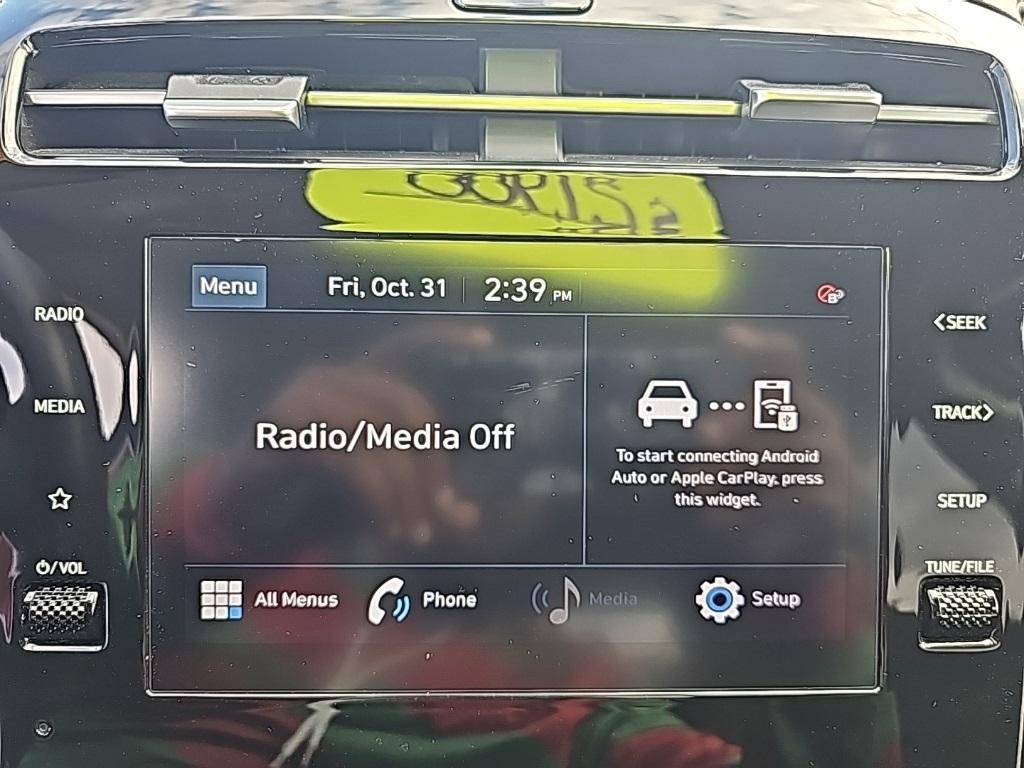 Menu
Fri, Oct. 31
2:39 PM
RADIO
<SEEK
MEDIA
TRACK>
Radio/Media Off
To start connecting Android
Auto or Apple CarPlay, press
this widget.
SETUP
/VOL
TUNE/FILE
All Menus
Phone
Media
Setup